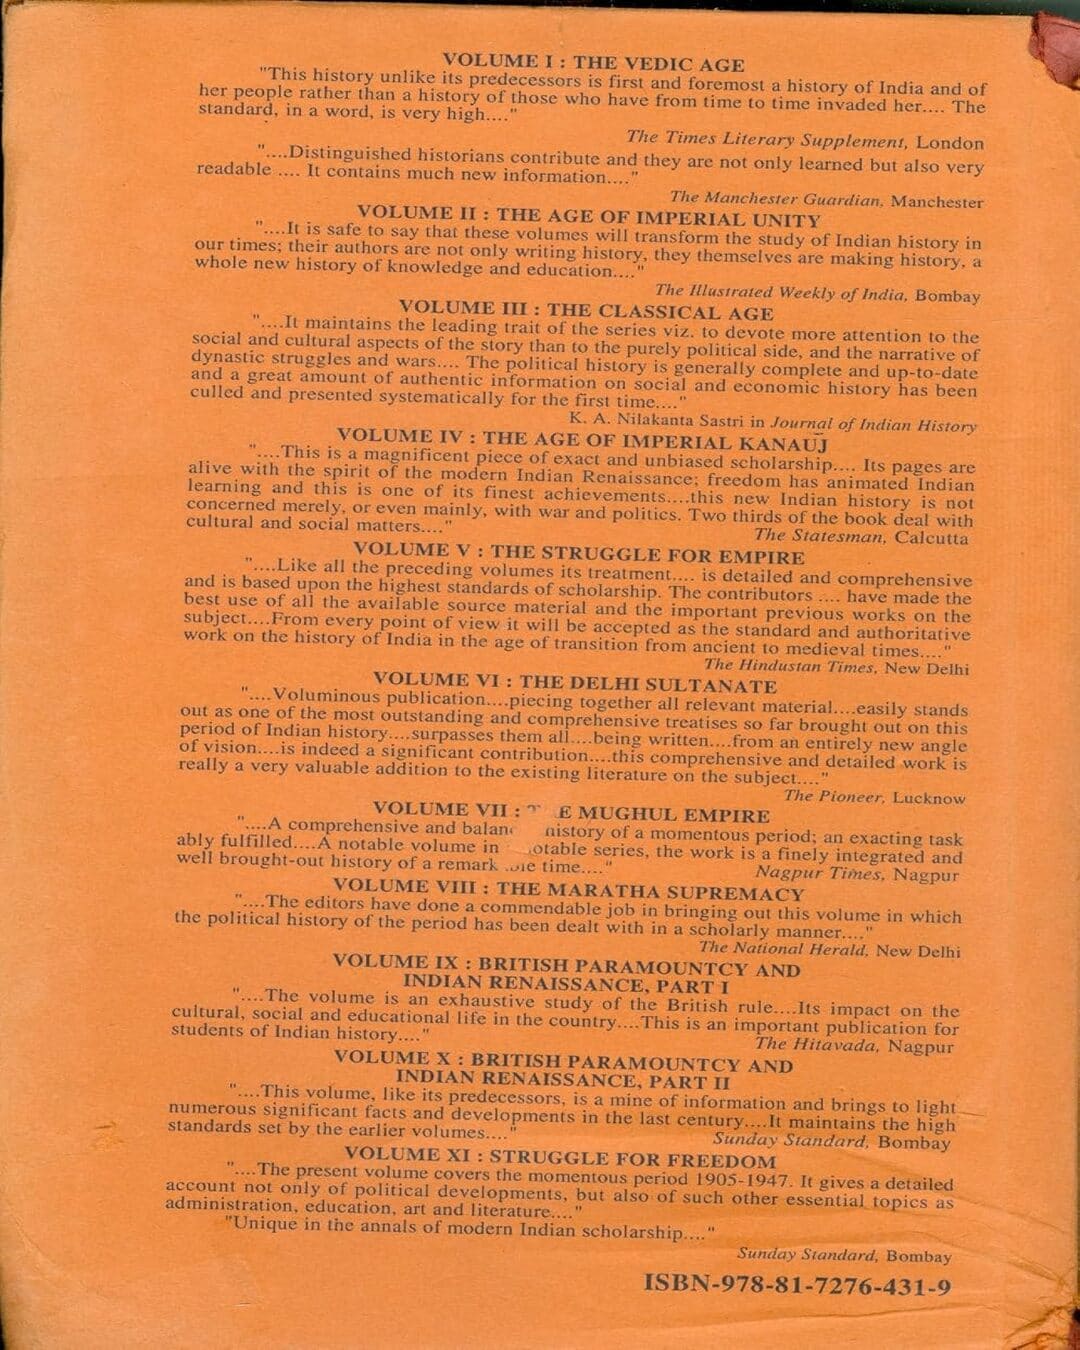 VOLUME I : THE VEDIC AGE
"This history unlike its predecessors is first and foremost a history of India and of
her people rather than a history of those who have from time to time invaded her.... The
standard, in a word, is very high...."
The Times Literary Supplement, London
"....Distinguished historians contribute and they are not only learned but also very
readable .... It contains much new information...."
The Manchester Guardian, Manchester
VOLUME II : THE AGE OF IMPERIAL UNITY
"....It is safe to say that these volumes will transform the study of Indian history in
our times; their authors are not only writing history, they themselves are making history, a
whole new history of knowledge and education...."
The Illustrated Weekly of India, Bombay
VOLUME III : THE CLASSICAL AGE
"....It maintains the leading trait of the series viz. to devote more attention to the
social and cultural aspects of the story than to the purely political side, and the narrative of
dynastic struggles and wars.... The political history is generally complete and up-to-date
and a great amount of authentic information on social and economic history has been
culled and presented systematically for the first time...."
K. A. Nilakanta Sastri in Journal of Indian History
VOLUME IV : THE AGE OF IMPERIAL KANAUJ
"....This is a magnificent piece of exact and unbiased scholarship.... Its pages are
alive with the spirit of the modern Indian Renaissance; freedom has animated Indian
learning and this is one of its finest achievements....this new Indian history is not
concerned merely, or even mainly, with war and politics. Two thirds of the book deal with
cultural and social matters...."
The Statesman, Calcutta
VOLUME V : THE STRUGGLE FOR EMPIRE
"....Like all the preceding volumes its treatment.... is detailed and comprehensive
and is based upon the highest standards of scholarship. The contributors .... have made the
best use of all the available source material and the important previous works on the
subject....From every point of view it will be accepted as the standard and authoritative
work on the history of India in the age of transition from ancient to medieval times...."
The Hindustan Times, New Delhi
VOLUME VI : THE DELHI SULTANATE
"....Voluminous publication....piecing together all relevant material....easily stands
out as one of the most outstanding and comprehensive treatises so far brought out on this
period of Indian history....surpasses them all....being written....from an entirely new angle
of vision....is indeed a significant contribution....this comprehensive and detailed work is
really a very valuable addition to the existing literature on the subject...."
The Pioneer, Lucknow
VOLUME VII : MUGHUL EMPIRE
"....A comprehensive and history of a momentous period; an exacting task
ably fulfilled....A notable volume in series, the work is a finely integrated and
well brought-out history of a time...."
Nagpur Times, Nagpur
VOLUME VIII : THE MARATHA SUPREMACY
"....The editors have done a commendable job in bringing out this volume in which
the political history of the period has been dealt with in a scholarly manner...."
The National Herald, New Delhi
VOLUME IX : BRITISH PARAMOUNTCY AND
INDIAN RENAISSANCE, PART I
"....The volume is an exhaustive study of the British rule....Its impact on the
cultural, social and educational life in the country....This is an important publication for
students of Indian history...."
The Hitavada, Nagpur
VOLUME X : BRITISH PARAMOUNTCY AND
INDIAN RENAISSANCE, PART II
"....This volume, like its predecessors, is a mine of information and brings to light
numerous significant facts and developments in the last century....It maintains the high
standards set by the earlier volumes...."
Sunday Standard, Bombay
VOLUME XI : STRUGGLE FOR FREEDOM
"....The present volume covers the momentous period 1905-1947. It gives a detailed
account not only of political developments, but also of such other essential topics as
administration, education, art and literature...."
"Unique in the annals of modern Indian scholarship...."
Sunday Standard, Bombay
ISBN-978-81-7276-431-9